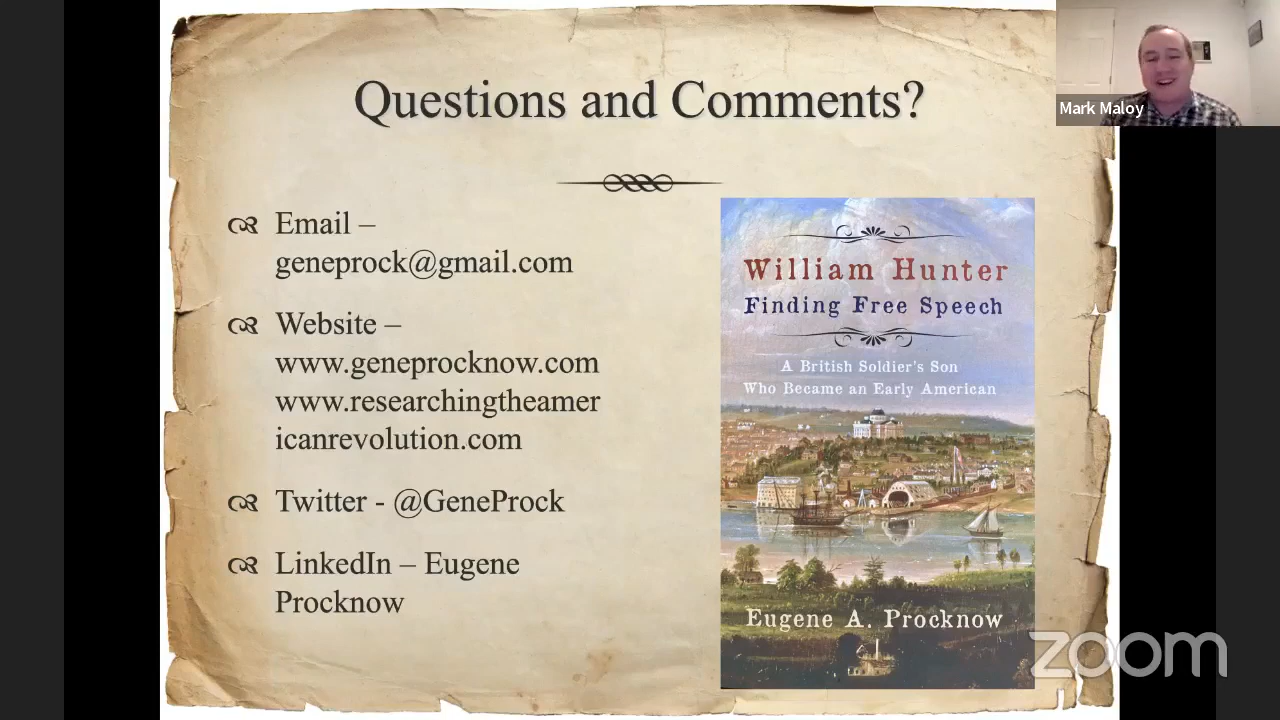 Questions and Comments?
Mark Maloy
Email –
geneprock@gmail.com
Website –
www.geneprocknow.com
www.researchingtheamer
icanrevolution.com
Twitter - @GeneProck
LinkedIn – Eugene
Procknow
William Hunter
Finding Free Speech
A British Soldier's Son
Who Became an Early American
Eugene A. Procknow
zoom